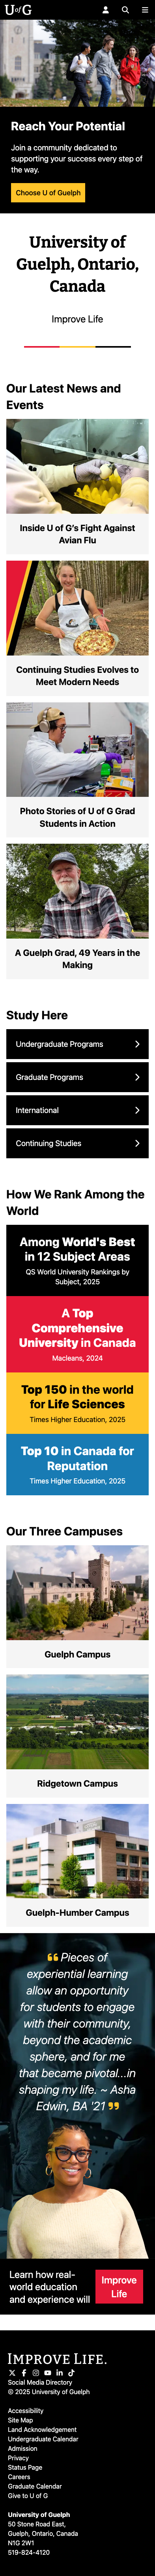 U of G
Reach Your Potential
Join a community dedicated to
supporting your success every step of
the way.
Choose U of Guelph
University of
Guelph, Ontario,
Canada
Improve Life
Our Latest News and
Events
Inside U of G's Fight Against
Avian Flu
Continuing Studies Evolves to
Meet Modern Needs
Photo Stories of U of G Grad
Students in Action
A Guelph Grad, 49 Years in the
Making
Study Here
Undergraduate Programs
Graduate Programs
International
Continuing Studies
How We Rank Among the
World
Among World's Best
in 12 Subject Areas
QS World University Rankings by
Subject, 2025
A Top
Comprehensive
University in Canada
Macleans, 2024
Top 150 in the world
for Life Sciences
Times Higher Education, 2025
Top 10 in Canada for
Reputation
Times Higher Education, 2025
Our Three Campuses
Guelph Campus
Ridgetown Campus
Guelph-Humber Campus
❝ Pieces of
experiential learning
allow an opportunity
for students to engage
with their community,
beyond the academic
sphere, and for me
that became pivotal...in
shaping my life. ~ Asha
Edwin, BA '21 ❞
Learn how real-
world education
and experience will
Improve
Life
IMPROVE LIFE.
Social Media Directory
© 2025 University of Guelph
Accessibility
Site Map
Land Acknowledgement
Undergraduate Calendar
Admission
Privacy
Status Page
Careers
Graduate Calendar
Give to U of G
University of Guelph
50 Stone Road East,
Guelph, Ontario, Canada
N1G 2W1
519-824-4120